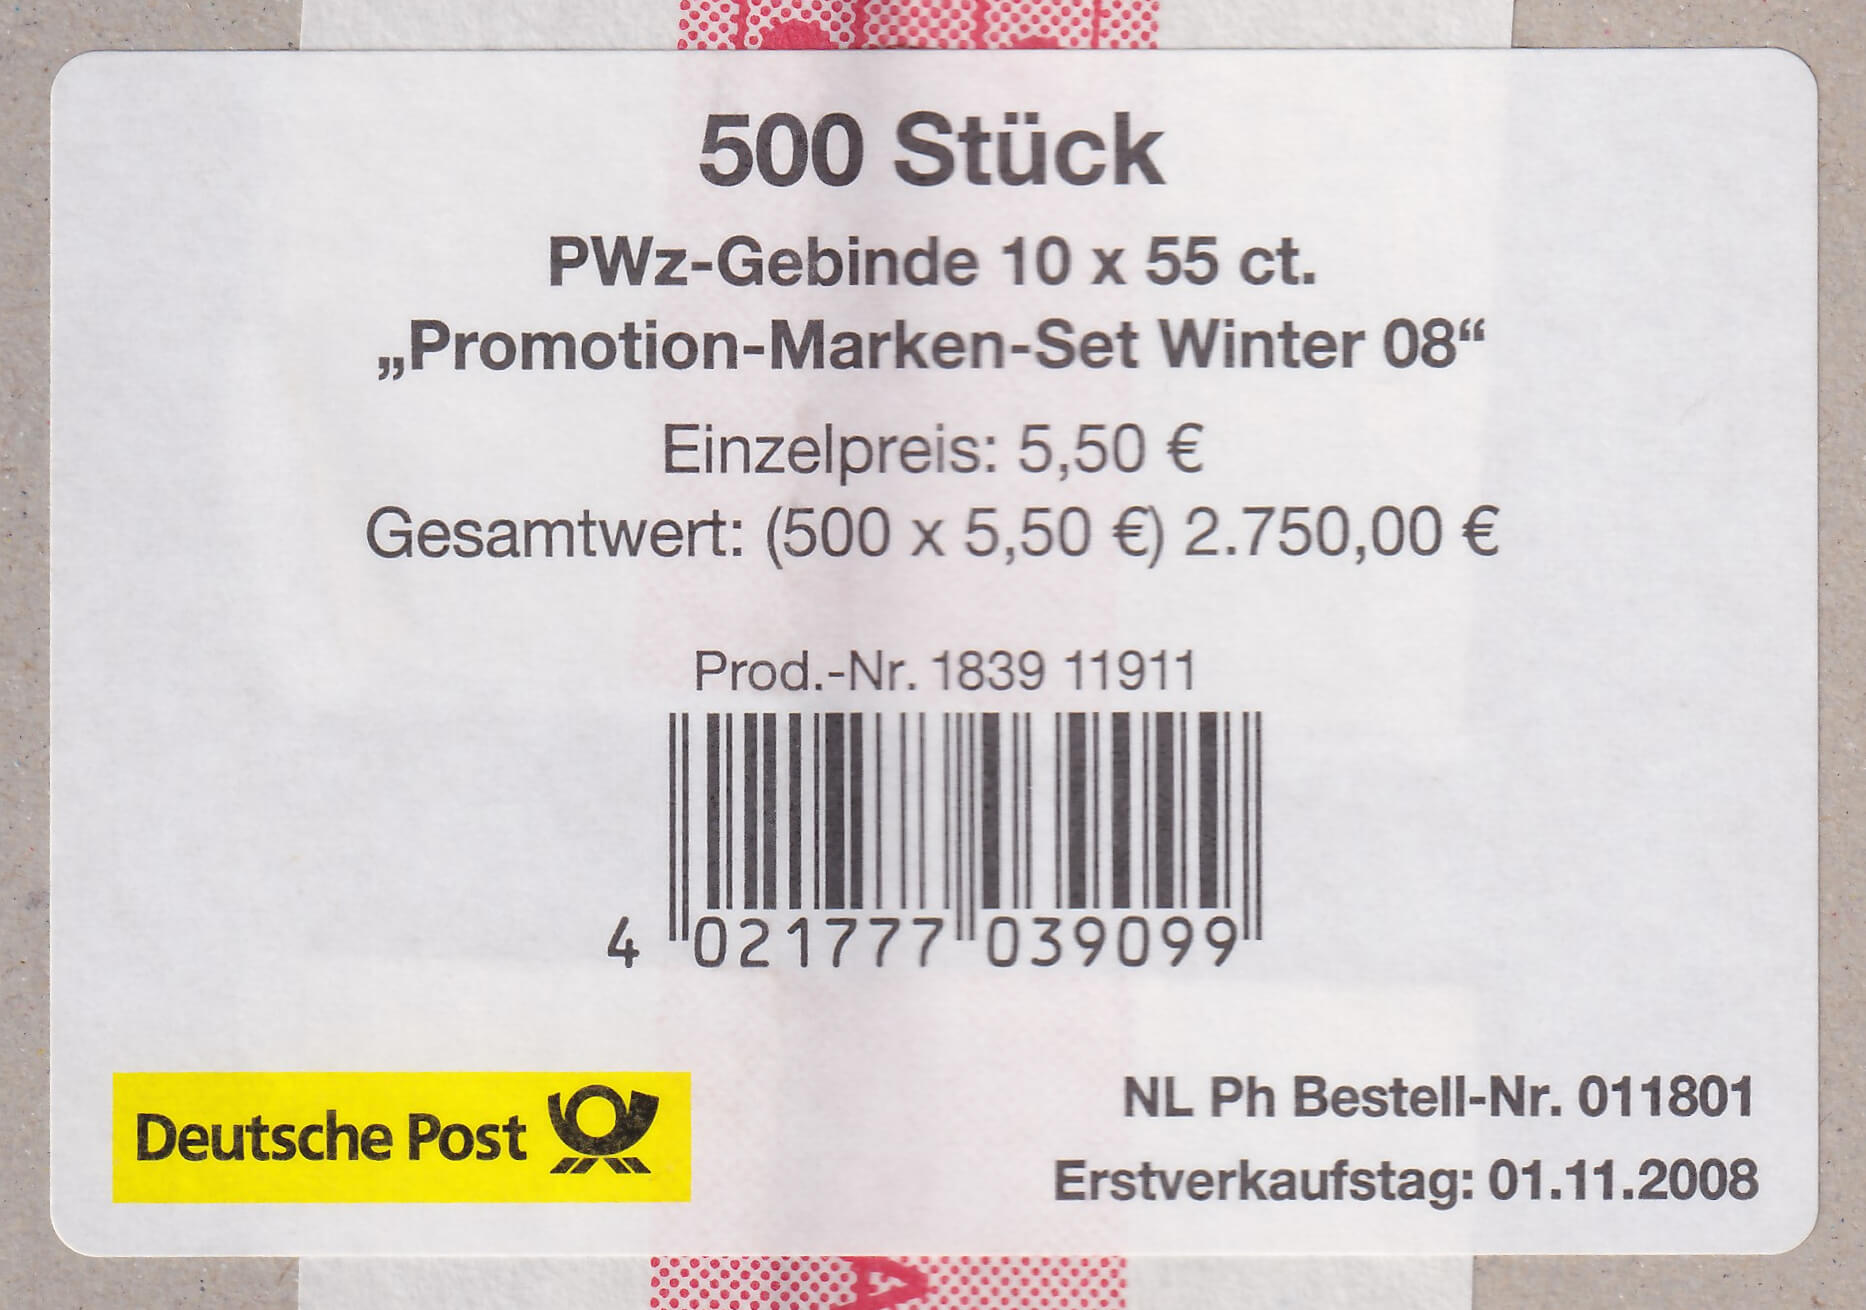 500 Stück
PWz-Gebinde 10 x 55 ct.
„Promotion-Marken-Set Winter 08“
Einzelpreis: 5,50 €
Gesamtwert: (500 x 5,50 €) 2.750,00 €
Prod.-Nr. 1839 11911
4 021777 039099
Deutsche Post
NL Ph Bestell-Nr. 011801
Erstverkaufstag: 01.11.2008